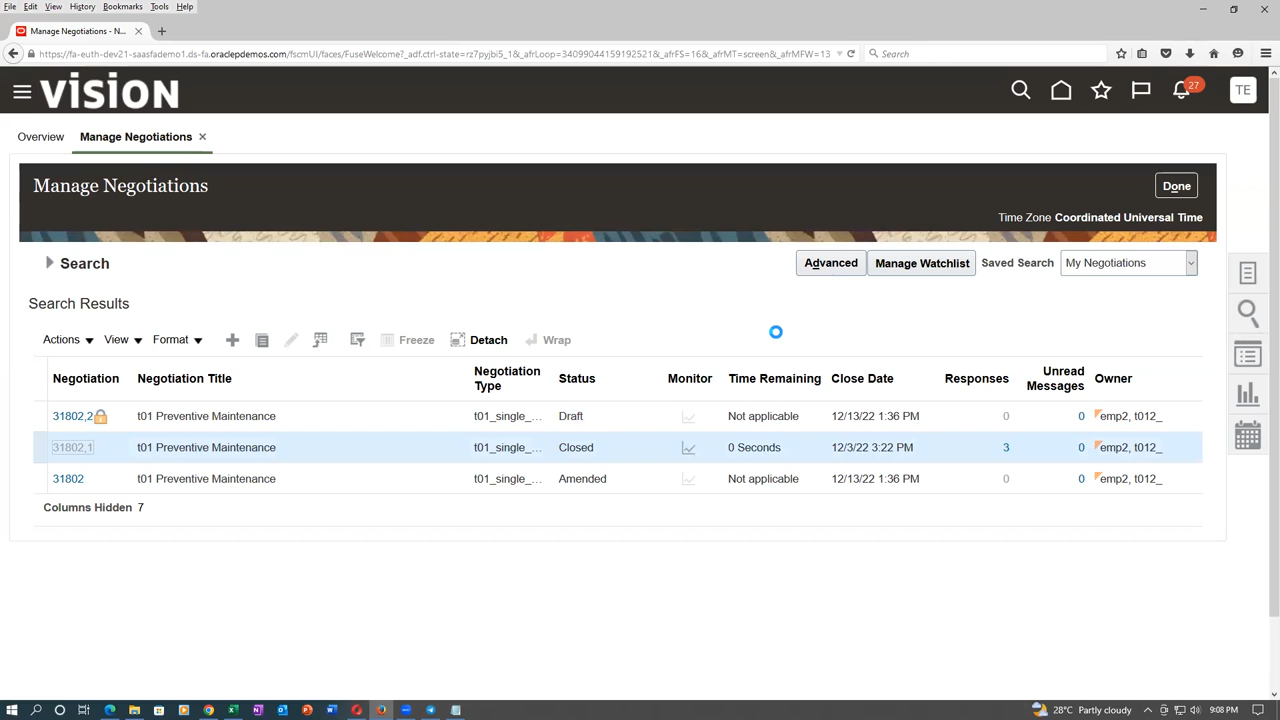 File Edit View History Bookmarks Tools Help
Manage Negotiations - N...
https://fa-euth-dev21-saasfademo1.ds-fa.oraclepdemos.com/fscmUI/faces/FuseWelcome?_adf.ctrl-state=rz7pyjbi5_1&_afrLoop=34099044159192521&_afrFS=16&_afrMT=screen&_afrMFW=13
Search
vision
27
TE
Overview Manage Negotiations
Manage Negotiations
Done
Time Zone Coordinated Universal Time
Search
Advanced Manage Watchlist Saved Search My Negotiations
Search Results
Actions View Format Freeze Detach Wrap
Negotiation Negotiation Title Negotiation Type Status Monitor Time Remaining Close Date Responses Unread Messages Owner
31802,2 t01 Preventive Maintenance t01_single_... Draft Not applicable 12/13/22 1:36 PM 0 0 emp2, t012_
31802,1 t01 Preventive Maintenance t01_single_... Closed 0 Seconds 12/3/22 3:22 PM 3 0 emp2, t012_
31802 t01 Preventive Maintenance t01_single_... Amended Not applicable 12/13/22 1:36 PM 0 0 emp2, t012_
Columns Hidden 7
28°C Partly cloudy 9:08 PM